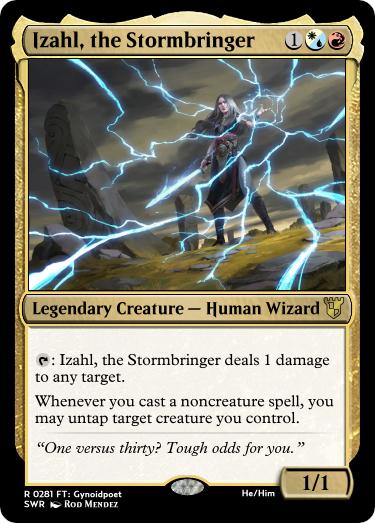 Izahl, the Stormbringer 1
Legendary Creature — Human Wizard
: Izahl, the Stormbringer deals 1 damage
to any target.
Whenever you cast a noncreature spell, you
may untap target creature you control.
“One versus thirty? Tough odds for you.”
1/1
R 0281 FT: Gynoidpoet He/Him
SWR Rod Mendez